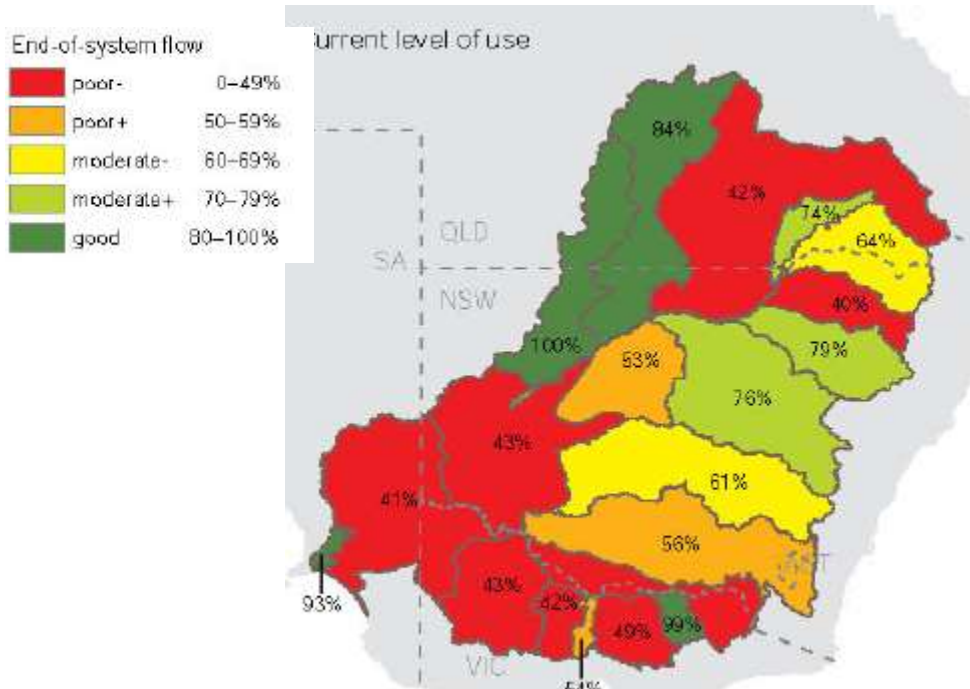 End-of-system flow
poor- 0–49%
poor+ 50–59%
moderate- 60–69%
moderate+ 70–79%
good 80–100%
urrent level of use
84%
42%
74%
64%
QLD
SA
NSW
40%
100%
53%
79%
76%
43%
61%
41%
56%
93%
43%
42%
49%
99%
VIC
54%